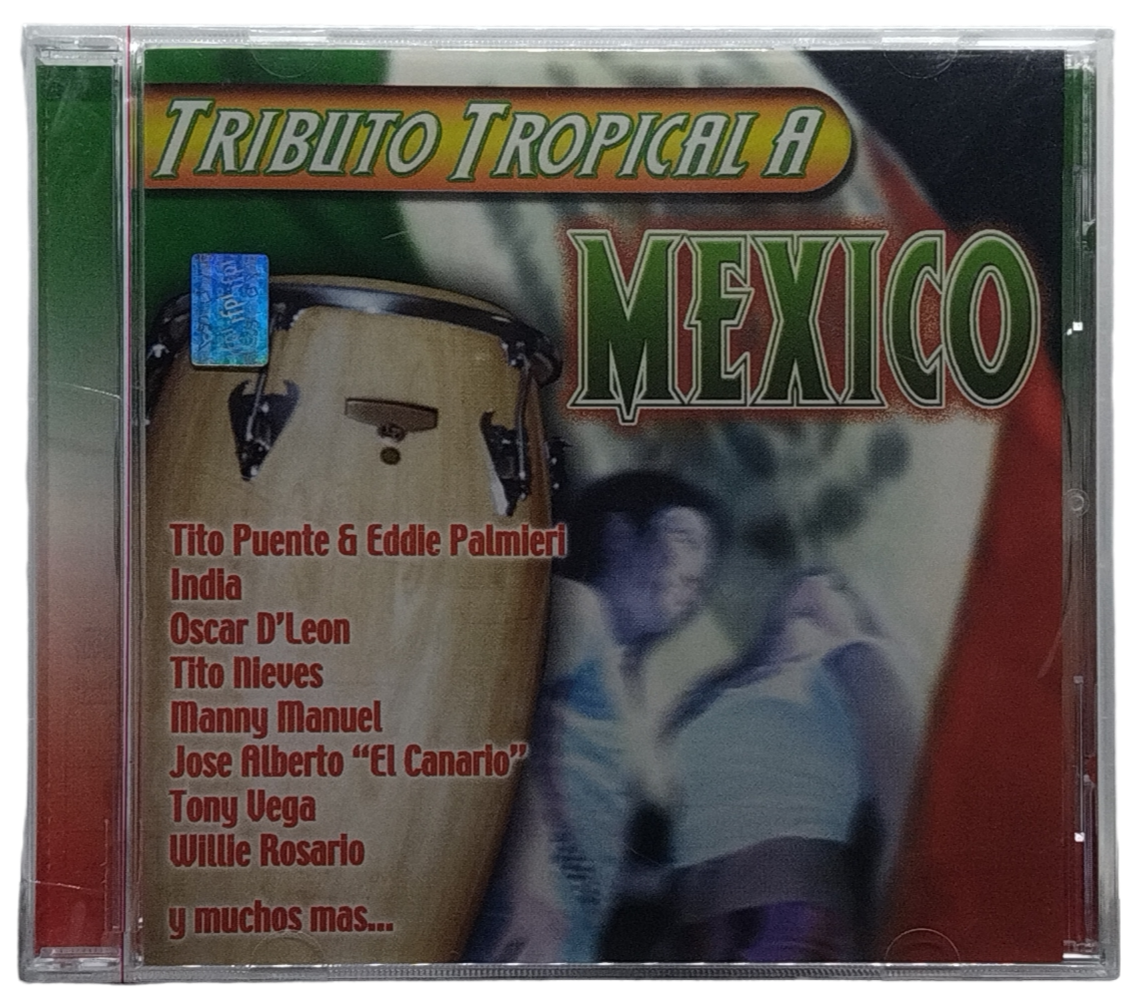 TRIBUTO TROPICAL A
MEXICO
Tito Puente & Eddie Palmieri
India
Oscar D'Leon
Tito Nieves
Manny Manuel
Jose Alberto “El Canario”
Tony Vega
Willie Rosario
y muchos mas...